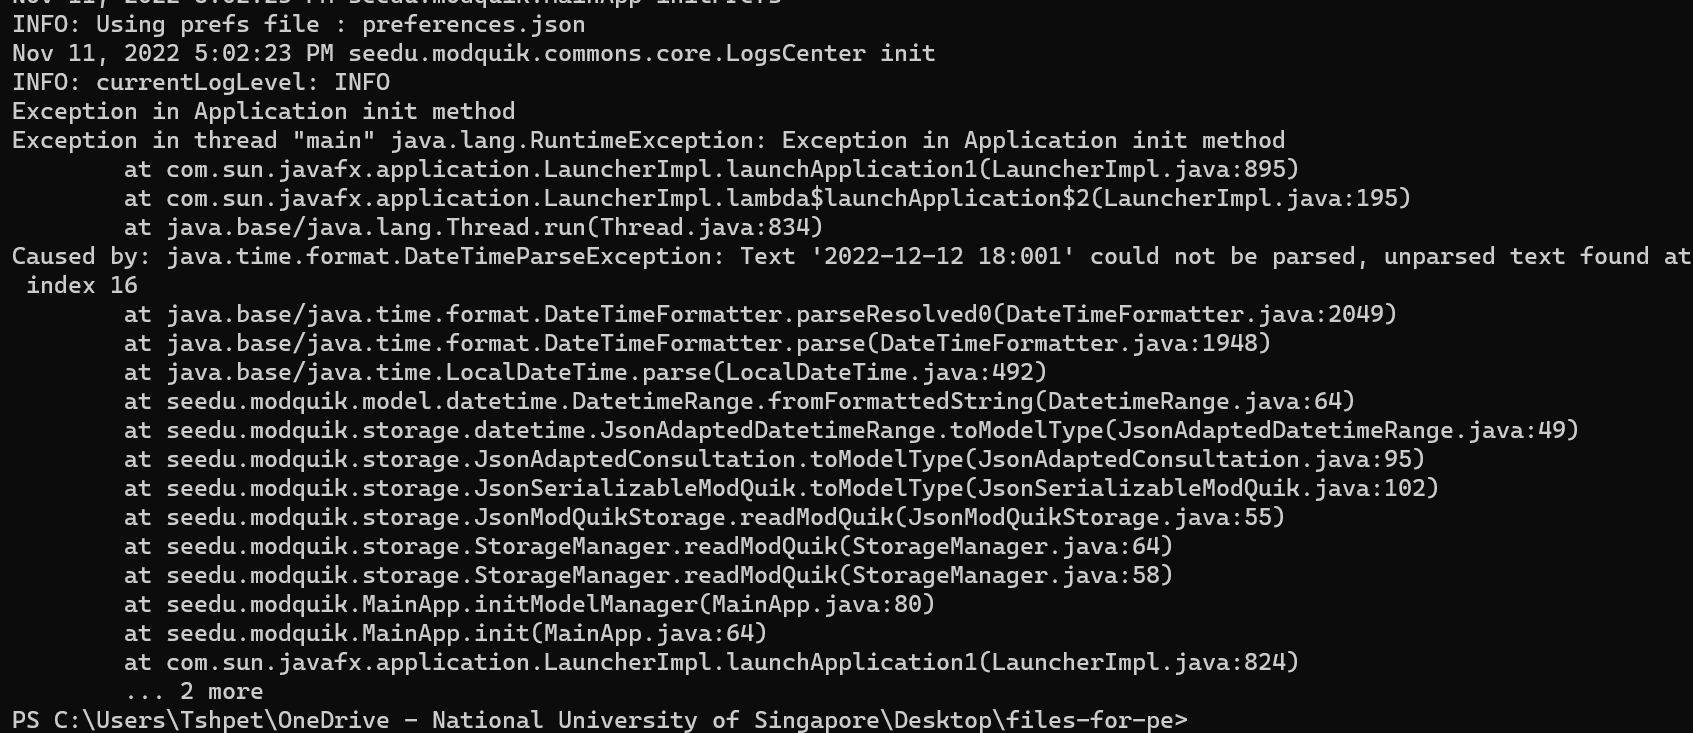 Nov 11, 2022 5:02:23 PM seedu.modquik.MainApp initPrefs
INFO: Using prefs file : preferences.json
Nov 11, 2022 5:02:23 PM seedu.modquik.commons.core.LogsCenter init
INFO: currentLogLevel: INFO
Exception in Application init method
Exception in thread "main" java.lang.RuntimeException: Exception in Application init method
at com.sun.javafx.application.LauncherImpl.launchApplication1(LauncherImpl.java:895)
at com.sun.javafx.application.LauncherImpl.lambda$launchApplication$2(LauncherImpl.java:195)
at java.base/java.lang.Thread.run(Thread.java:834)
Caused by: java.time.format.DateTimeParseException: Text '2022-12-12 18:001' could not be parsed, unparsed text found at
index 16
at java.base/java.time.format.DateTimeFormatter.parseResolved0(DateTimeFormatter.java:2049)
at java.base/java.time.format.DateTimeFormatter.parse(DateTimeFormatter.java:1948)
at java.base/java.time.LocalDateTime.parse(LocalDateTime.java:492)
at seedu.modquik.model.datetime.DatetimeRange.fromFormattedString(DatetimeRange.java:64)
at seedu.modquik.storage.datetime.JsonAdaptedDatetimeRange.toModelType(JsonAdaptedDatetimeRange.java:49)
at seedu.modquik.storage.JsonAdaptedConsultation.toModelType(JsonAdaptedConsultation.java:95)
at seedu.modquik.storage.JsonSerializableModQuik.toModelType(JsonSerializableModQuik.java:102)
at seedu.modquik.storage.JsonModQuikStorage.readModQuik(JsonModQuikStorage.java:55)
at seedu.modquik.storage.StorageManager.readModQuik(StorageManager.java:64)
at seedu.modquik.storage.StorageManager.readModQuik(StorageManager.java:58)
at seedu.modquik.MainApp.initModelManager(MainApp.java:80)
at seedu.modquik.MainApp.init(MainApp.java:64)
at com.sun.javafx.application.LauncherImpl.launchApplication1(LauncherImpl.java:824)
... 2 more
PS C:\Users\Tshpet\OneDrive - National University of Singapore\Desktop\files-for-pe>